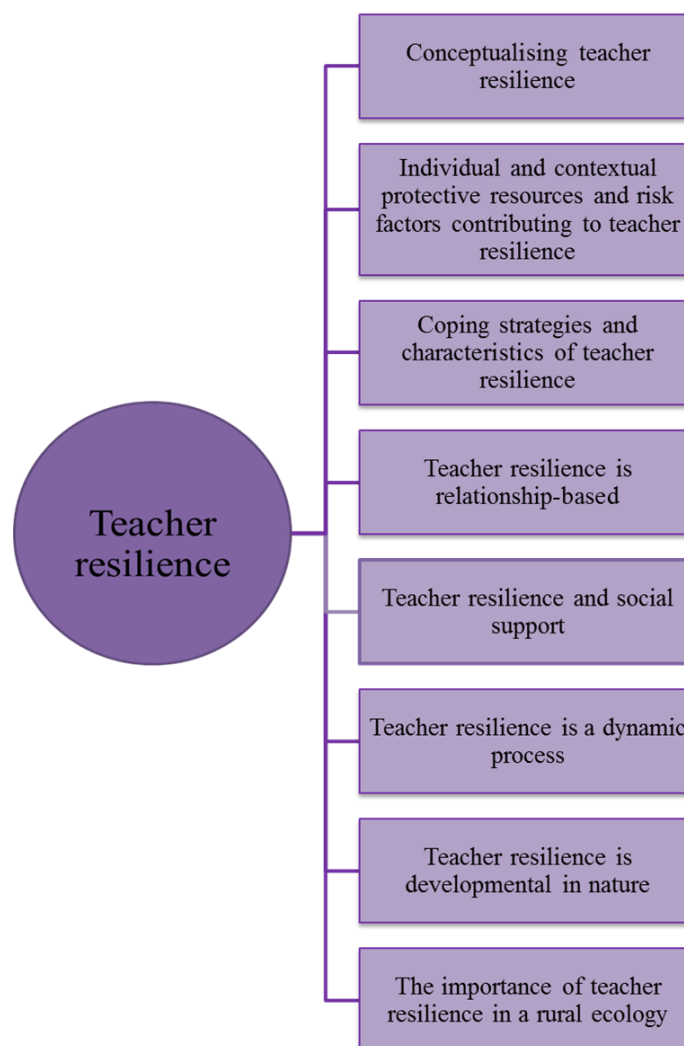 Conceptualising teacher
resilience
Individual and contextual
protective resources and risk
factors contributing to teacher
resilience
Coping strategies and
characteristics of teacher
resilience
Teacher resilience is
relationship-based
Teacher
resilience
Teacher resilience and social
support
Teacher resilience is a dynamic
process
Teacher resilience is
developmental in nature
The importance of teacher
resilience in a rural ecology